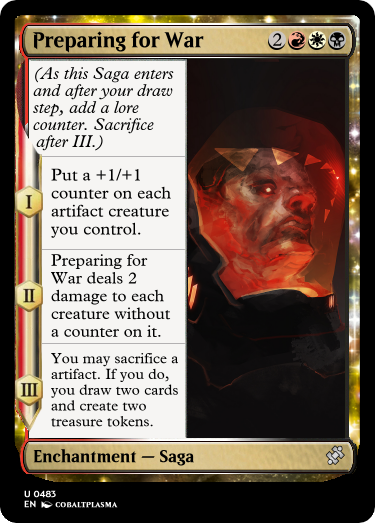 Preparing for War 2
(As this Saga enters
and after your draw
step, add a lore
counter. Sacrifice
after III.)
I
Put a +1/+1
counter on each
artifact creature
you control.
II
Preparing for
War deals 2
damage to each
creature without
a counter on it.
III
You may sacrifice a
artifact. If you do,
you draw two cards
and create two
treasure tokens.
Enchantment — Saga
U 0483
EN COBALTPLASMA